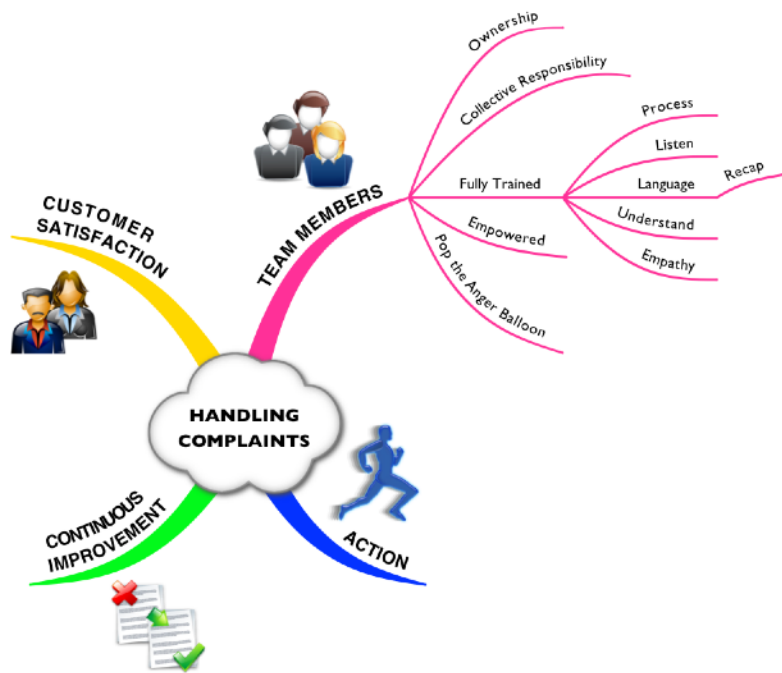 HANDLING
COMPLAINTS
TEAM MEMBERS
Ownership
Collective Responsibility
Fully Trained
Process
Listen
Language
Recap
Understand
Empathy
Empowered
Pop the Anger Balloon
ACTION
CONTINUOUS
IMPROVEMENT
CUSTOMER
SATISFACTION